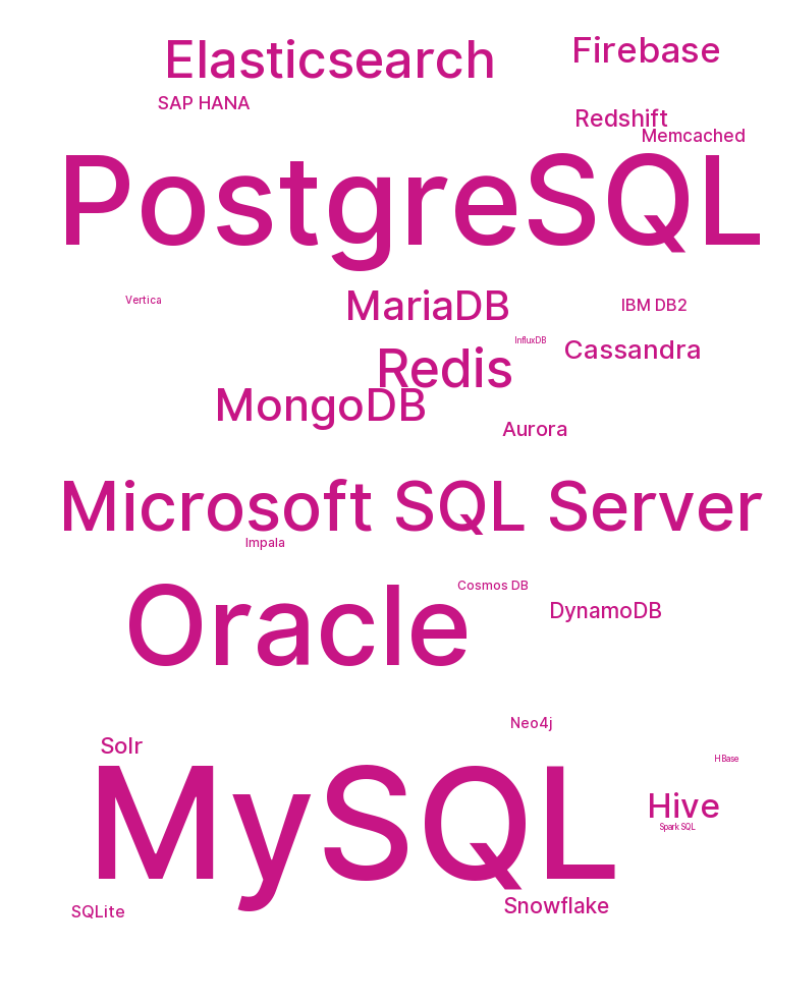 Elasticsearch
Firebase
SAP HANA
Redshift
Memcached
PostgreSQL
Vertica
MariaDB
IBM DB2
InfluxDB
Cassandra
Redis
MongoDB
Aurora
Microsoft SQL Server
Impala
Cosmos DB
DynamoDB
Oracle
Neo4j
Solr
HBase
MySQL
Hive
Spark SQL
SQLite
Snowflake